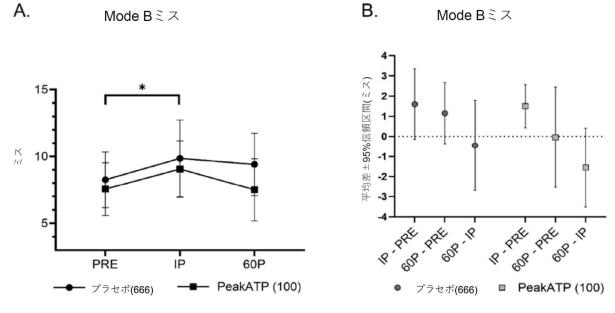 A.
Mode Bミス
*
15
10
5
ミス
PRE
IP
60P
プラセボ(666)
PeakATP (100)
B.
Mode Bミス
4
3
2
1
0
-1
-2
-3
-4
平均差±95%信頼区間(ミス)
IP - PRE
60P - PRE
60P - IP
IP - PRE
60P - PRE
60P - IP
プラセボ(666)
PeakATP (100)